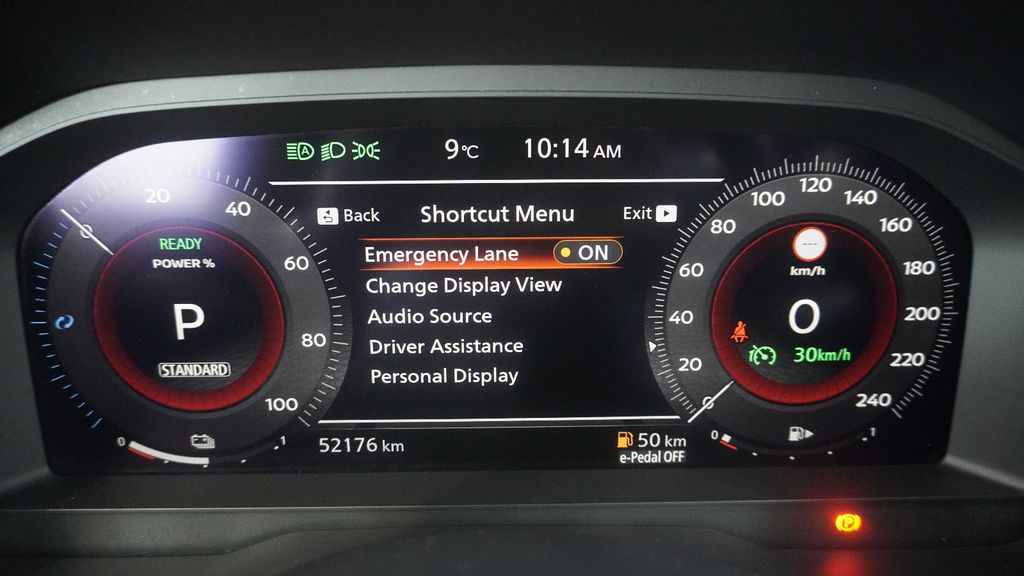 9°C 10:14 AM
Back Shortcut Menu Exit
Emergency Lane ON
Change Display View
Audio Source
Driver Assistance
Personal Display
52176 km
50 km
e-Pedal OFF
0 20 40 60 80 100
READY
POWER %
P
STANDARD
0 1
0 20 40 60 80 100 120 140 160 180 200 220 240
---
km/h
0
30km/h
0 1
P